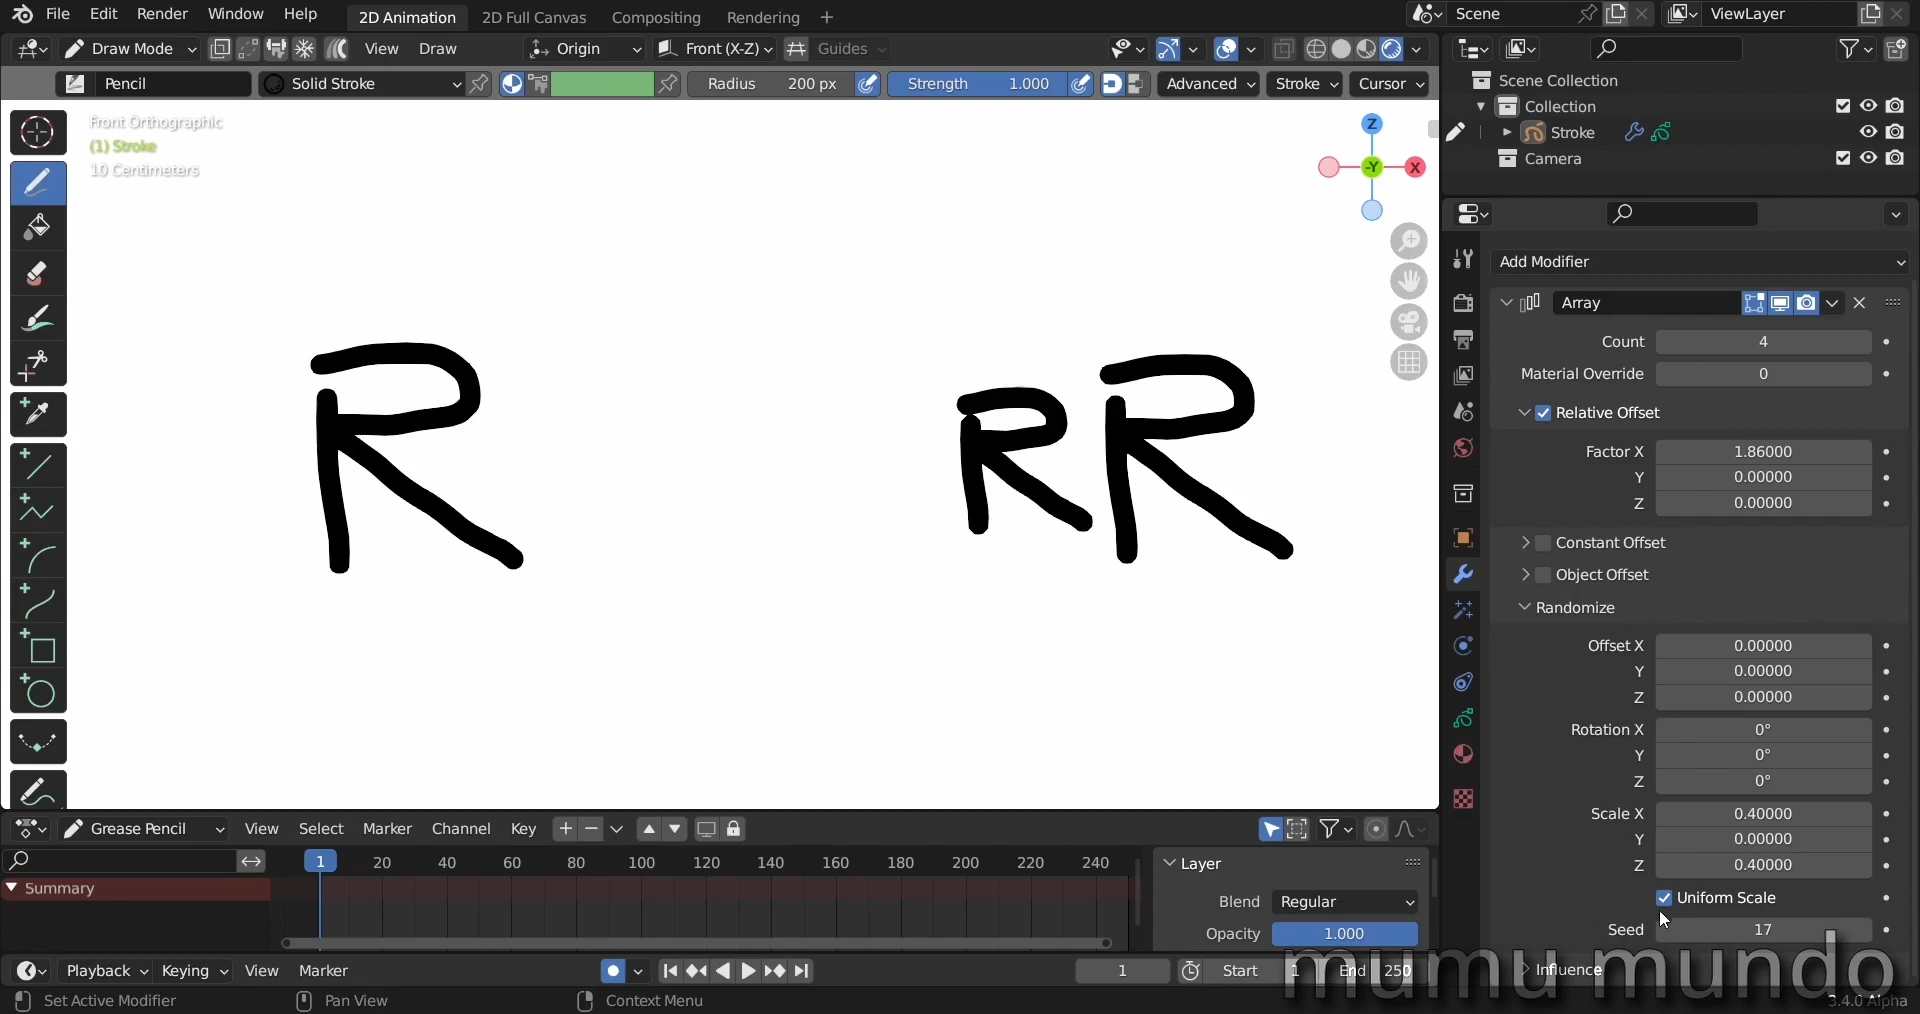 File Edit Render Window Help 2D Animation 2D Full Canvas Compositing Rendering + Scene ViewLayer
Draw Mode View Draw Origin Front (X-Z) Guides
Pencil Solid Stroke Radius 200 px Strength 1.000 Advanced Stroke Cursor
Front Orthographic
(1) Stroke
10 Centimeters
Z
-Y X
R R R
Scene Collection
Collection
Stroke
Camera
Add Modifier
Array
Count 4
Material Override 0
Relative Offset
Factor X 1.86000
Y 0.00000
Z 0.00000
Constant Offset
Object Offset
Randomize
Offset X 0.00000
Y 0.00000
Z 0.00000
Rotation X 0°
Y 0°
Z 0°
Scale X 0.40000
Y 0.00000
Z 0.40000
Uniform Scale
Seed 17
Influence
Grease Pencil View Select Marker Channel Key
1 20 40 60 80 100 120 140 160 180 200 220 240
Summary
Layer
Blend Regular
Opacity 1.000
Playback Keying View Marker 1 Start 1 End 250
mumu mundo
Set Active Modifier Pan View Context Menu 3.4.0 Alpha